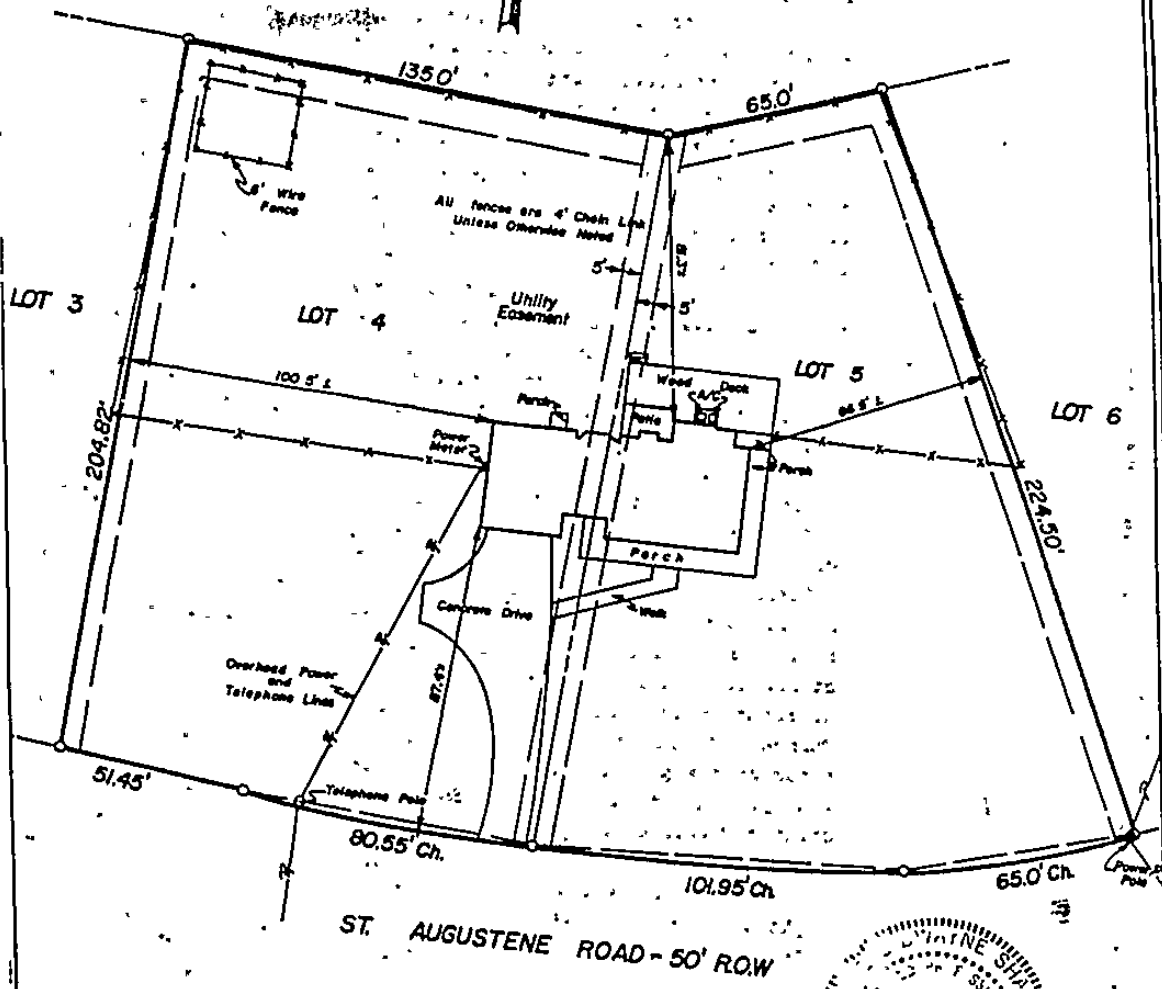 135.0'
65.0'
6' Wire
Fence
All fences are 4' Chain Link
Unless Otherwise Noted
5'
5'
Utility
Easement
LOT 3
LOT 4
LOT 5
LOT 6
100.5' ±
Wood Deck
A/C
Patio
Porch
Power
Meter
Porch
204.82'
224.50'
Porch
Concrete Drive
Walk
Overhead Power
and
Telephone Lines
87.4'±
Telephone Pole
51.45'
80.55' Ch.
101.95' Ch.
65.0' Ch.
Power
Pole
ST. AUGUSTENE ROAD - 50' R.O.W